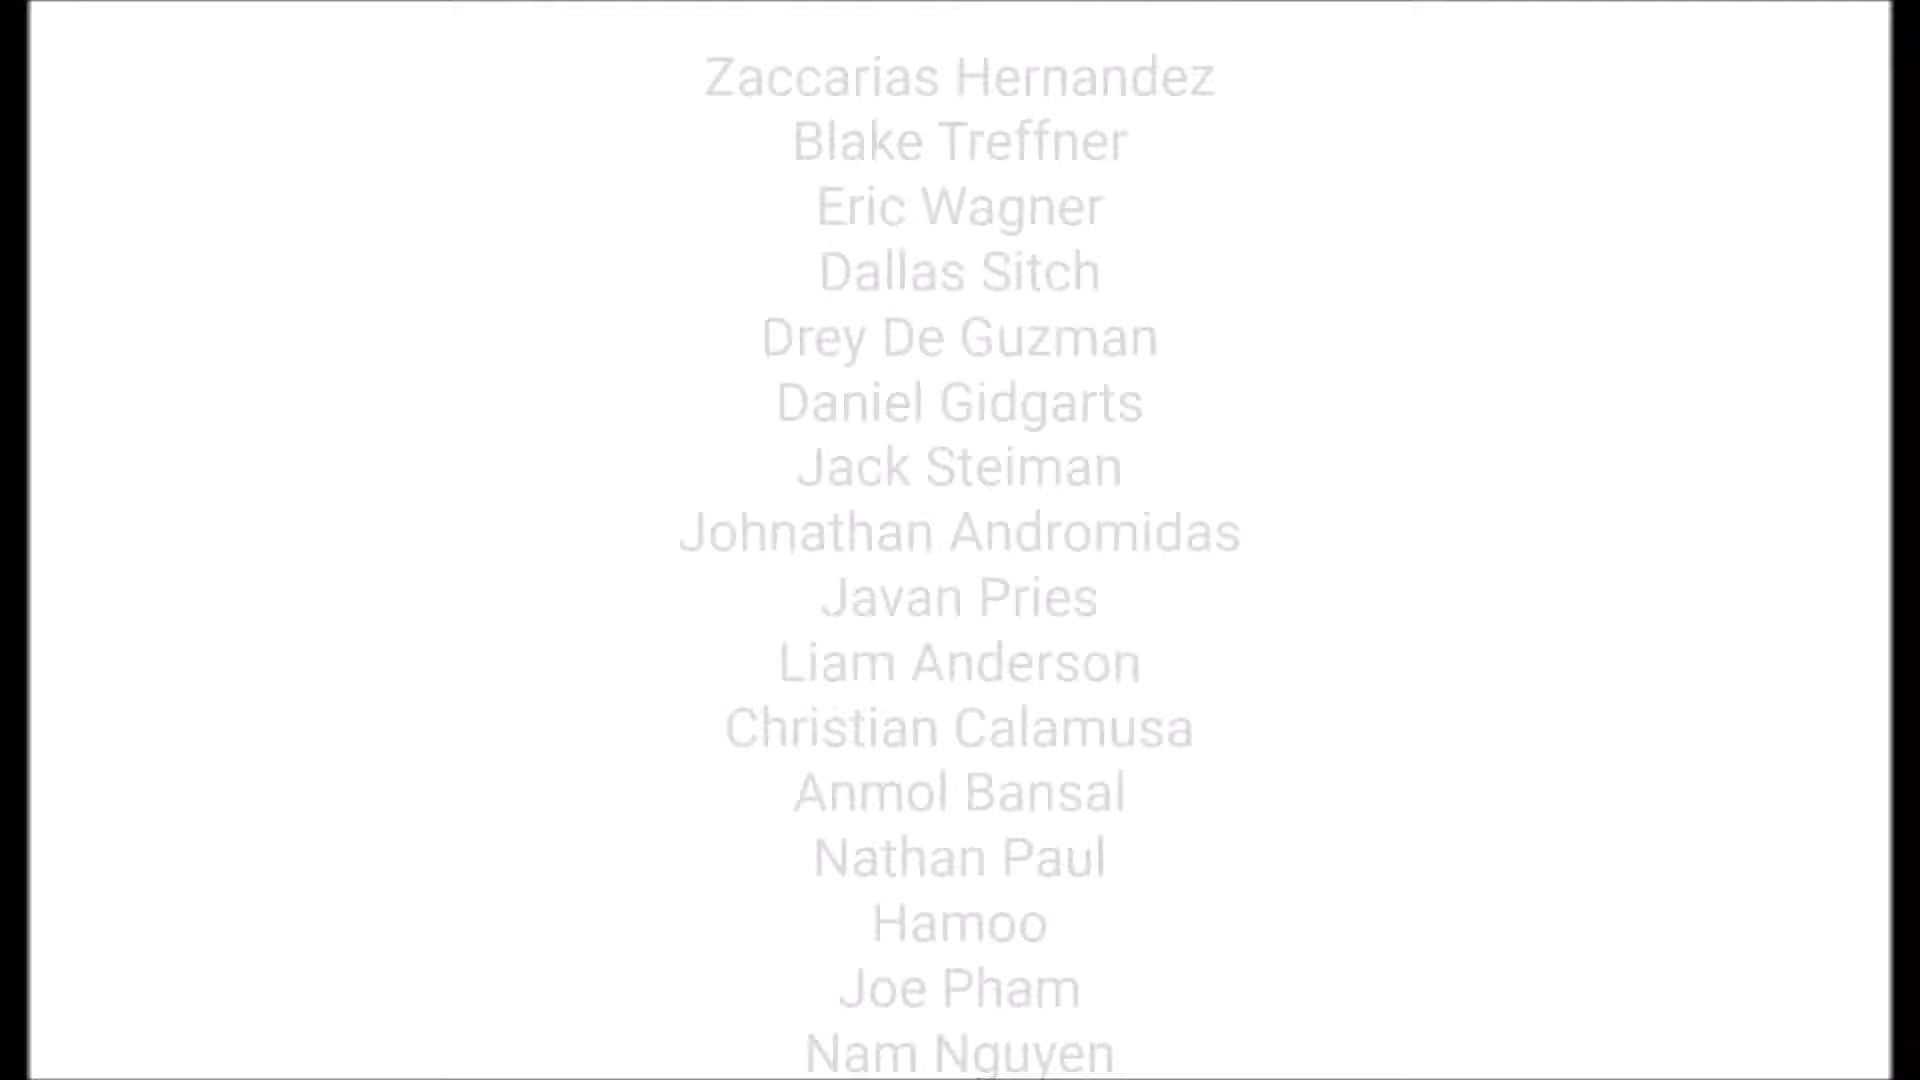 Zaccarias Hernandez
Blake Treffner
Eric Wagner
Dallas Sitch
Drey De Guzman
Daniel Gidgarts
Jack Steiman
Johnathan Andromidas
Javan Pries
Liam Anderson
Christian Calamusa
Anmol Bansal
Nathan Paul
Hamoo
Joe Pham
Nam Nguyen